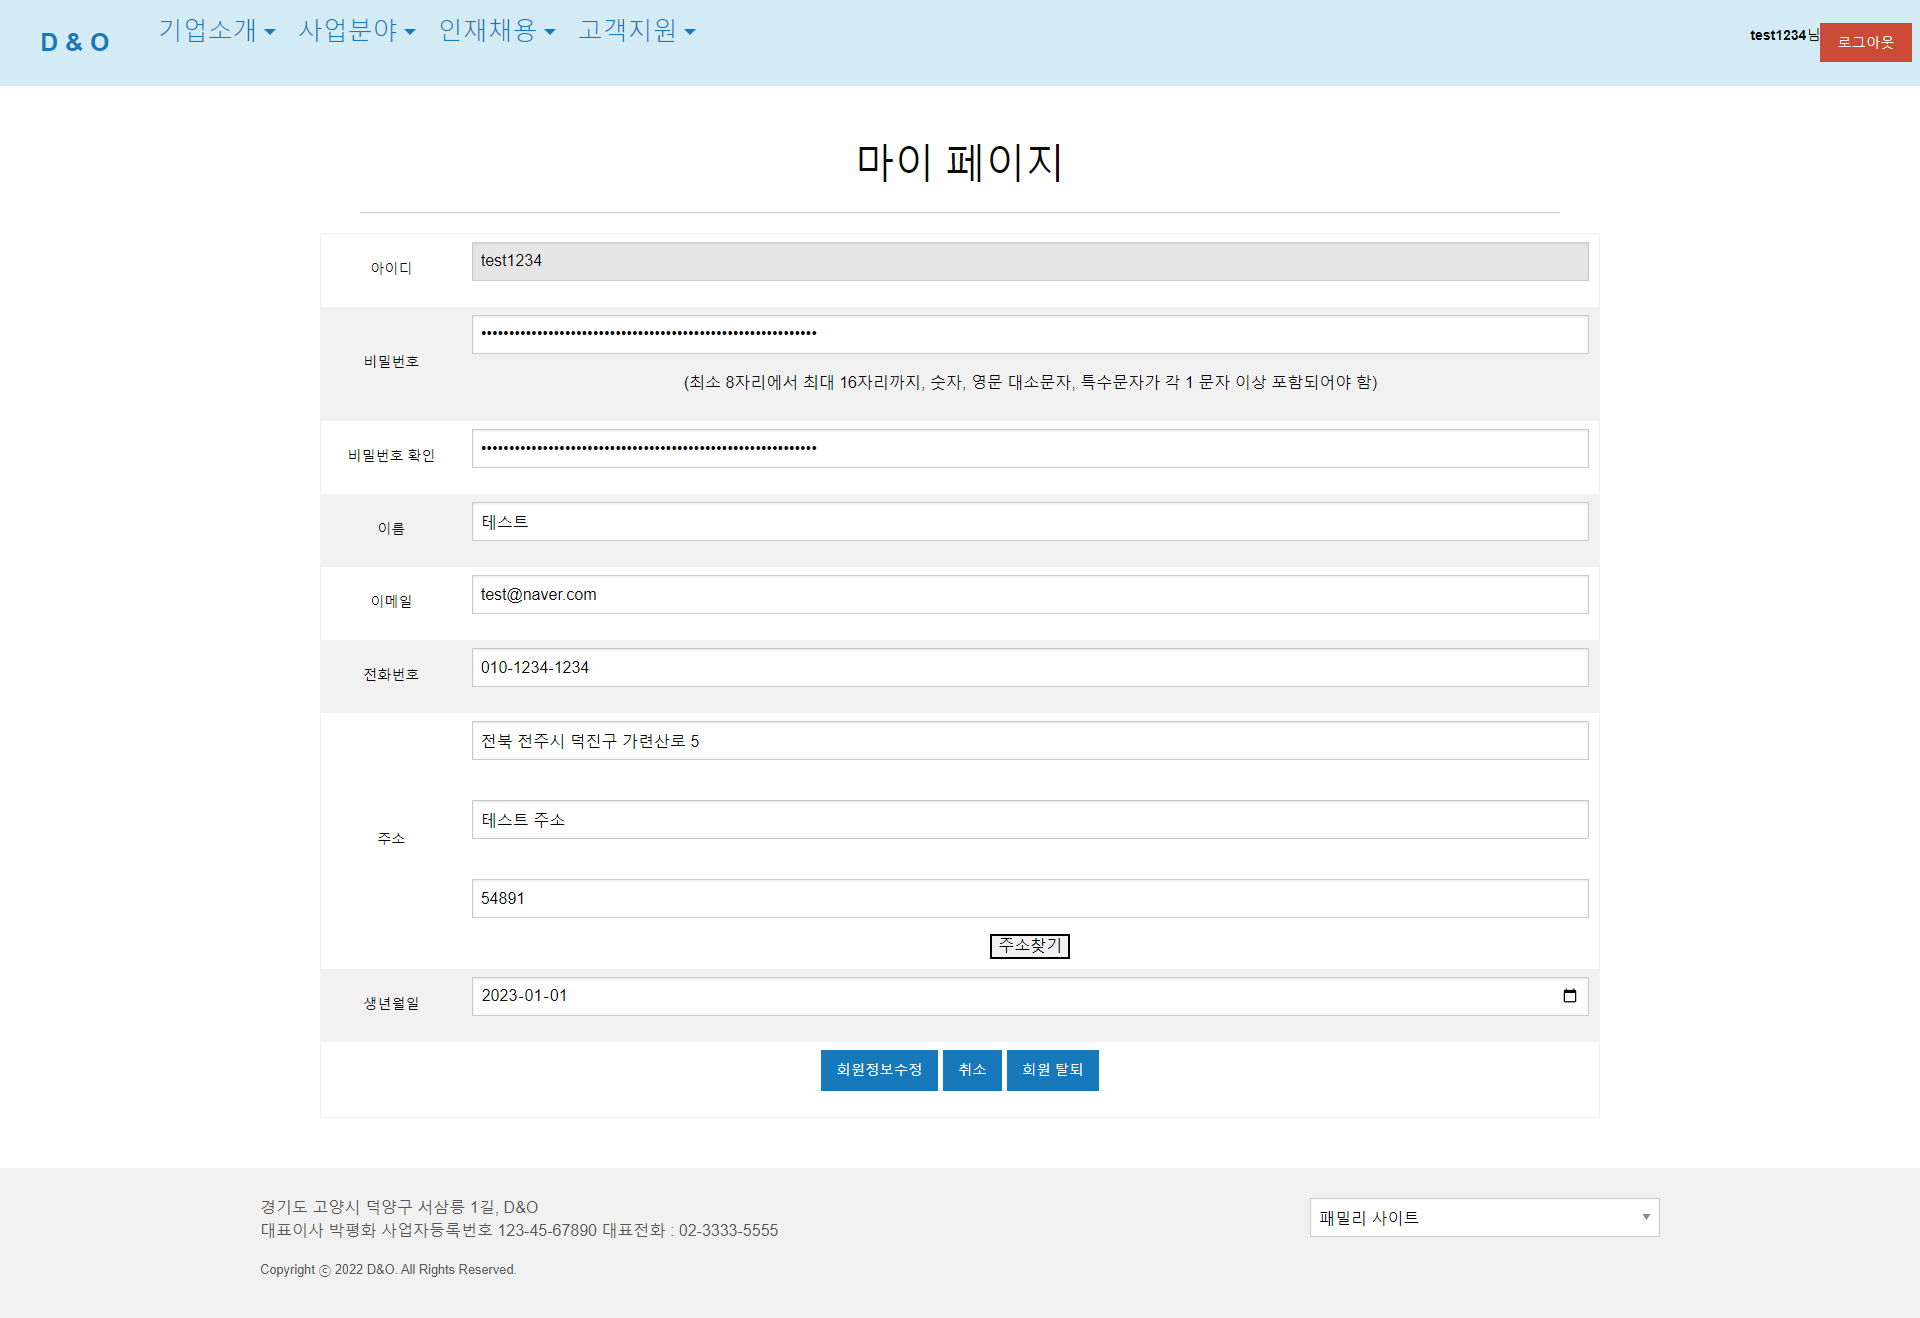 D & O
기업소개
사업분야
인재채용
고객지원
test1234님
로그아웃
마이 페이지
아이디
test1234
비밀번호
••••••••••••••••••••••••••••••••••••••••••••••••••••••••••••
(최소 8자리에서 최대 16자리까지, 숫자, 영문 대소문자, 특수문자가 각 1 문자 이상 포함되어야 함)
비밀번호 확인
••••••••••••••••••••••••••••••••••••••••••••••••••••••••••••
이름
테스트
이메일
test@naver.com
전화번호
010-1234-1234
주소
전북 전주시 덕진구 가련산로 5
테스트 주소
54891
주소찾기
생년월일
2023-01-01
회원정보수정
취소
회원 탈퇴
경기도 고양시 덕양구 서삼릉 1길, D&O
대표이사 박평화 사업자등록번호 123-45-67890 대표전화 : 02-3333-5555
Copyright ⓒ 2022 D&O. All Rights Reserved.
패밀리 사이트